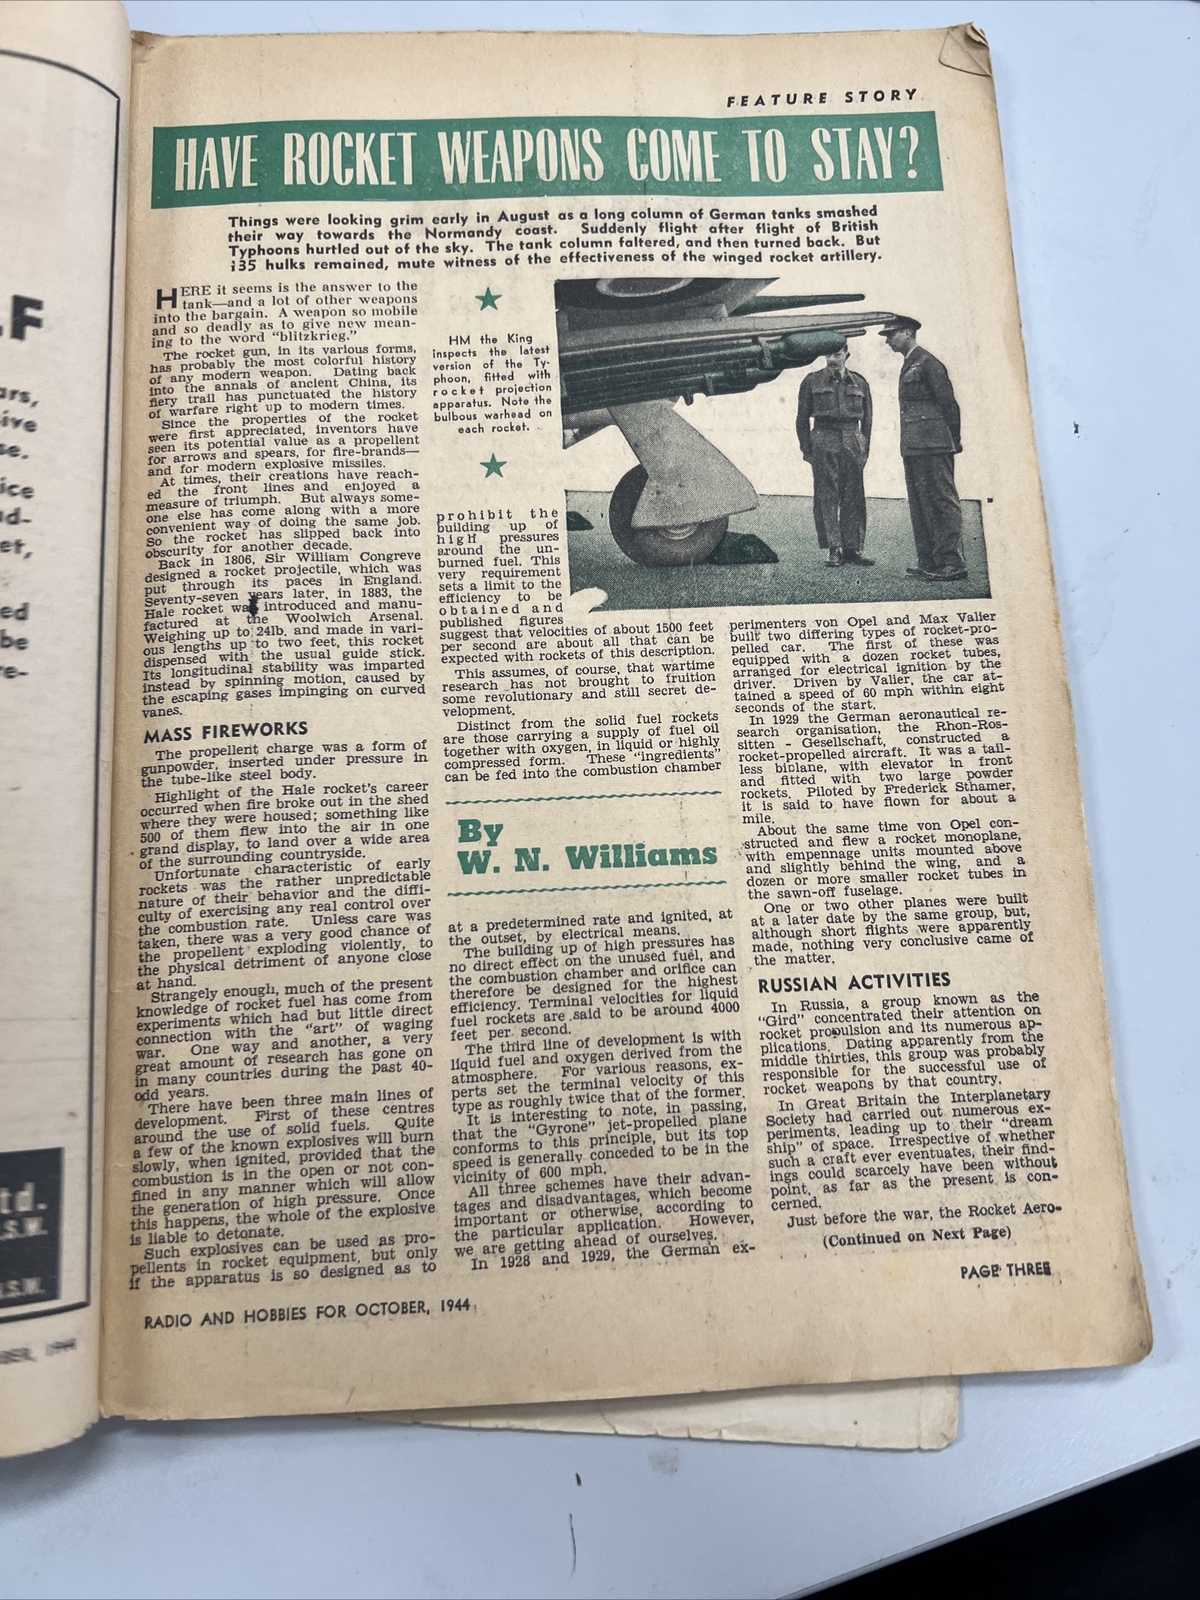 FEATURE STORY
HAVE ROCKET WEAPONS COME TO STAY?
Things were looking grim early in August as a long column of German tanks smashed
their way towards the Normandy coast. Suddenly flight after flight of British
Typhoons hurtled out of the sky. The tank column faltered, and then turned back. But
135 hulks remained, mute witness of the effectiveness of the winged rocket artillery.
HERE it seems is the answer to the
tank—and a lot of other weapons
into the bargain. A weapon so mobile
and so deadly as to give new mean-
ing to the word "blitzkrieg."
The rocket gun, in its various forms,
has probably the most colorful history
of any modern weapon. Dating back
into the annals of ancient China, its
fiery trail has punctuated the history
of warfare right up to modern times.
Since the properties of the rocket
were first appreciated, inventors have
seen its potential value as a propellent
for arrows and spears, for fire-brands—
and for modern explosive missiles.
At times, their creations have reach-
ed the front lines and enjoyed a
measure of triumph. But always some-
one else has come along with a more
convenient way of doing the same job.
So the rocket has slipped back into
obscurity for another decade.
Back in 1806, Sir William Congreve
designed a rocket projectile, which was
put through its paces in England.
Seventy-seven years later, in 1883, the
Hale rocket was introduced and manu-
factured at the Woolwich Arsenal.
Weighing up to 24lb, and made in vari-
ous lengths up to two feet, this rocket
dispensed with the usual guide stick.
Its longitudinal stability was imparted
instead by spinning motion, caused by
the escaping gases impinging on curved
vanes.
MASS FIREWORKS
The propellent charge was a form of
gunpowder, inserted under pressure in
the tube-like steel body.
Highlight of the Hale rocket's career
occurred when fire broke out in the shed
where they were housed; something like
500 of them flew into the air in one
grand display, to land over a wide area
of the surrounding countryside.
Unfortunate characteristic of early
rockets was the rather unpredictable
nature of their behavior and the diffi-
culty of exercising any real control over
the combustion rate. Unless care was
taken, there was a very good chance of
the propellent exploding violently, to
the physical detriment of anyone close
at hand.
Strangely enough, much of the present
knowledge of rocket fuel has come from
experiments which had but little direct
connection with the "art" of waging
war. One way and another, a very
great amount of research has gone on
in many countries during the past 40-
odd years.
There have been three main lines of
development. First of these centres
around the use of solid fuels. Quite
a few of the known explosives will burn
slowly, when ignited, provided that the
combustion is in the open or not con-
fined in any manner which will allow
the generation of high pressure. Once
this happens, the whole of the explosive
is liable to detonate.
Such explosives can be used as pro-
pellents in rocket equipment, but only
if the apparatus is so designed as to
HM the King
inspects the latest
version of the Ty-
phoon, fitted with
rocket projection
apparatus. Note the
bulbous warhead on
each rocket.
prohibit the
building up of
high pressures
around the un-
burned fuel. This
very requirement
sets a limit to the
efficiency to be
obtained and
published figures
suggest that velocities of about 1500 feet
per second are about all that can be
expected with rockets of this description.
This assumes, of course, that wartime
research has not brought to fruition
some revolutionary and still secret de-
velopment.
Distinct from the solid fuel rockets
are those carrying a supply of fuel oil
together with oxygen, in liquid or highly
compressed form. These "ingredients"
can be fed into the combustion chamber
By
W. N. Williams
at a predetermined rate and ignited, at
the outset, by electrical means.
The building up of high pressures has
no direct effect on the unused fuel, and
the combustion chamber and orifice can
therefore be designed for the highest
efficiency. Terminal velocities for liquid
fuel rockets are said to be around 4000
feet per second.
The third line of development is with
liquid fuel and oxygen derived from the
atmosphere. For various reasons, ex-
perts set the terminal velocity of this
type as roughly twice that of the former.
It is interesting to note, in passing,
that the "Gyrone" jet-propelled plane
conforms to this principle, but its top
speed is generally conceded to be in the
vicinity of 600 mph.
All three schemes have their advan-
tages and disadvantages, which become
important or otherwise, according to
the particular application. However,
we are getting ahead of ourselves.
In 1928 and 1929, the German ex-
perimenters von Opel and Max Valier
built two differing types of rocket-pro-
pelled car. The first of these was
equipped with a dozen rocket tubes,
arranged for electrical ignition by the
driver. Driven by Valier, the car at-
tained a speed of 60 mph within eight
seconds of the start.
In 1929 the German aeronautical re-
search organisation, the Rhon-Ros-
sitten - Gesellschaft, constructed a
rocket-propelled aircraft. It was a tail-
less biplane, with elevator in front
and fitted with two large powder
rockets. Piloted by Frederick Sthamer,
it is said to have flown for about a
mile.
About the same time von Opel con-
structed and flew a rocket monoplane,
with empennage units mounted above
and slightly behind the wing, and a
dozen or more smaller rocket tubes in
the sawn-off fuselage.
One or two other planes were built
at a later date by the same group, but,
although short flights were apparently
made, nothing very conclusive came of
the matter.
RUSSIAN ACTIVITIES
In Russia, a group known as the
"Gird" concentrated their attention on
rocket propulsion and its numerous ap-
plications. Dating apparently from the
middle thirties, this group was probably
responsible for the successful use of
rocket weapons by that country.
In Great Britain the Interplanetary
Society had carried out numerous ex-
periments, leading up to their "dream
ship" of space. Irrespective of whether
such a craft ever eventuates, their find-
ings could scarcely have been without
point, as far as the present is con-
cerned.
Just before the war, the Rocket Aero-
(Continued on Next Page)
RADIO AND HOBBIES FOR OCTOBER, 1944
PAGE THREE